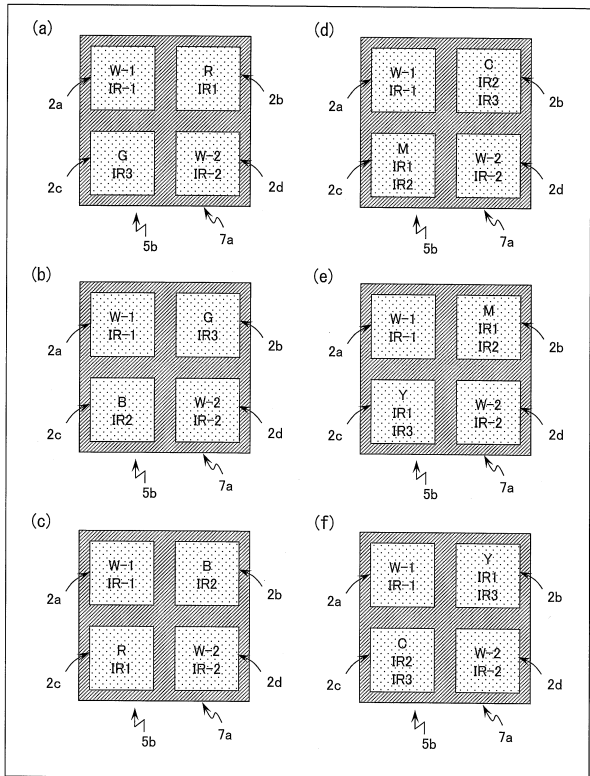 (a)
W-1
IR-1
R
IR1
G
IR3
W-2
IR-2
2a
2b
2c
2d
5b
7a
(b)
W-1
IR-1
G
IR3
B
IR2
W-2
IR-2
2a
2b
2c
2d
5b
7a
(c)
W-1
IR-1
B
IR2
R
IR1
W-2
IR-2
2a
2b
2c
2d
5b
7a
(d)
W-1
IR-1
C
IR2
IR3
M
IR1
IR2
W-2
IR-2
2a
2b
2c
2d
5b
7a
(e)
W-1
IR-1
M
IR1
IR2
Y
IR1
IR3
W-2
IR-2
2a
2b
2c
2d
5b
7a
(f)
W-1
IR-1
Y
IR1
IR3
C
IR2
IR3
W-2
IR-2
2a
2b
2c
2d
5b
7a